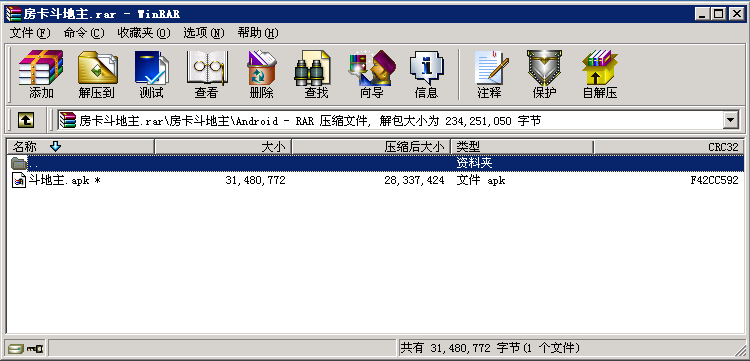 房卡斗地主.rar - WinRAR
文件(F) 命令(C) 收藏夹(O) 选项(N) 帮助(H)
添加 解压到 测试 查看 删除 查找 向导 信息 注释 保护 自解压
房卡斗地主.rar\房卡斗地主\Android - RAR 压缩文件, 解包大小为 234,251,050 字节
名称 大小 压缩后大小 类型 CRC32
.. 资料夹
斗地主.apk * 31,480,772 28,337,424 文件 apk F42CC592
共有 31,480,772 字节(1 个文件)